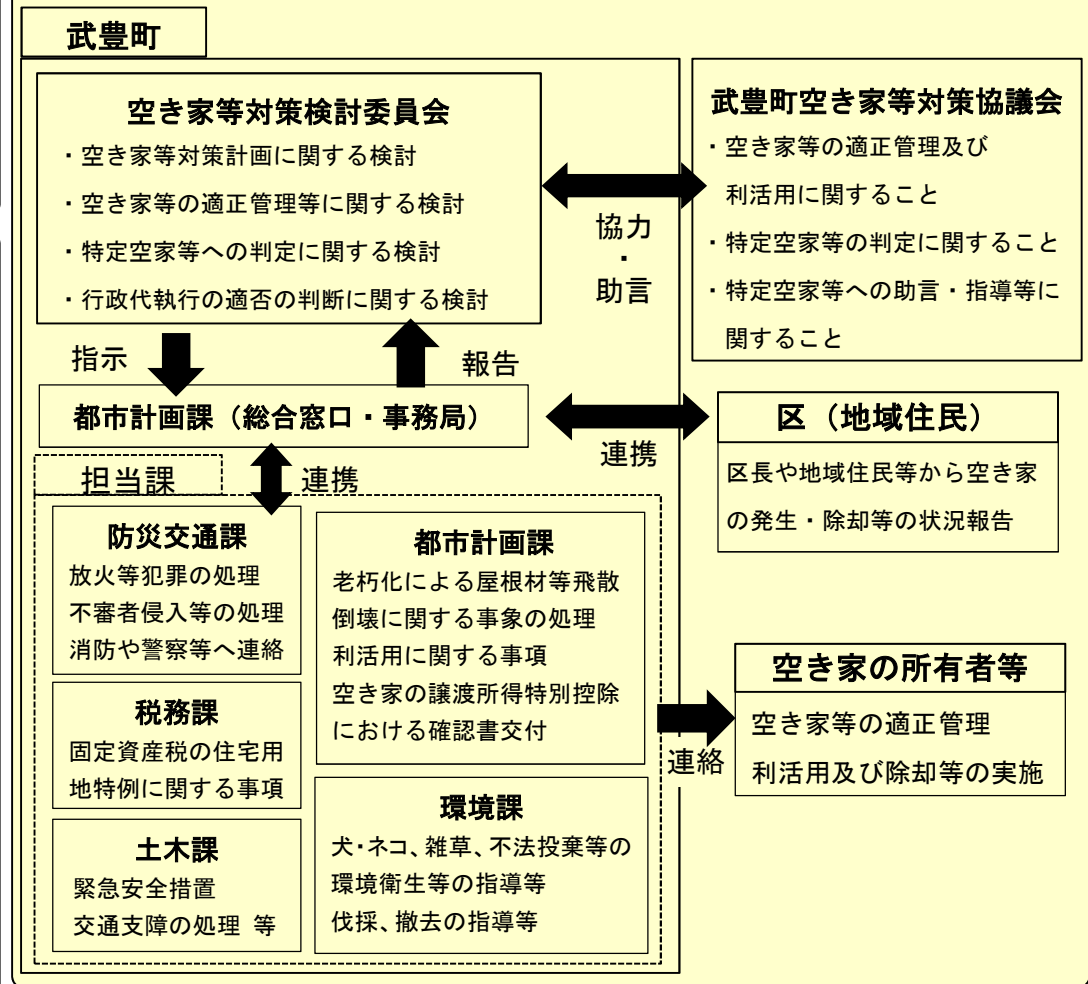 武豊町
空き家等対策検討委員会
・空き家等対策計画に関する検討
・空き家等の適正管理等に関する検討
・特定空家等への判定に関する検討
・行政代執行の適否の判断に関する検討
武豊町空き家等対策協議会
・空き家等の適正管理及び
利活用に関すること
・特定空家等の判定に関すること
・特定空家等への助言・指導等に
関すること
協力
・
助言
指示
報告
都市計画課（総合窓口・事務局）
連携
区（地域住民）
区長や地域住民等から空き家
の発生・除却等の状況報告
担当課
連携
防災交通課
放火等犯罪の処理
不審者侵入等の処理
消防や警察等へ連絡
税務課
固定資産税の住宅用
地特例に関する事項
土木課
緊急安全措置
交通支障の処理 等
都市計画課
老朽化による屋根材等飛散
倒壊に関する事象の処理
利活用に関する事項
空き家の譲渡所得特別控除
における確認書交付
環境課
犬・ネコ、雑草、不法投棄等の
環境衛生等の指導等
伐採、撤去の指導等
連絡
空き家の所有者等
空き家等の適正管理
利活用及び除却等の実施